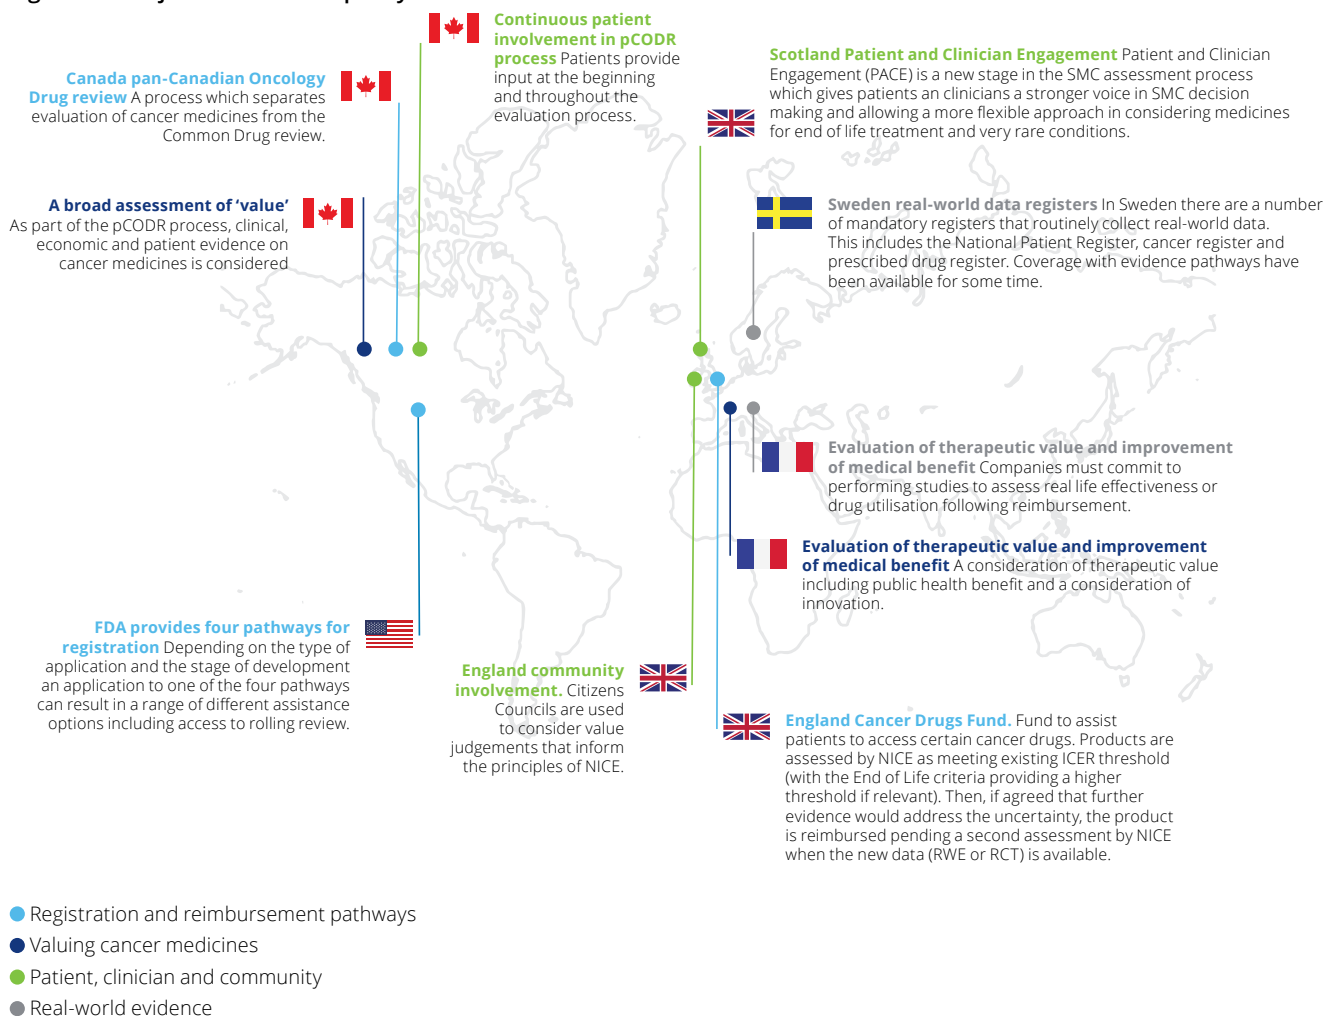 Continuous patient
involvement in pCODR
process Patients provide
input at the beginning
and throughout the
evaluation process.
Canada pan-Canadian Oncology
Drug review A process which separates
evaluation of cancer medicines from the
Common Drug review.
Scotland Patient and Clinician Engagement Patient and Clinician
Engagement (PACE) is a new stage in the SMC assessment process
which gives patients an clinicians a stronger voice in SMC decision
making and allowing a more flexible approach in considering medicines
for end of life treatment and very rare conditions.
A broad assessment of ‘value’
As part of the pCODR process, clinical,
economic and patient evidence on
cancer medicines is considered
Sweden real-world data registers In Sweden there are a number
of mandatory registers that routinely collect real-world data.
This includes the National Patient Register, cancer register and
prescribed drug register. Coverage with evidence pathways have
been available for some time.
Evaluation of therapeutic value and improvement
of medical benefit Companies must commit to
performing studies to assess real life effectiveness or
drug utilisation following reimbursement.
Evaluation of therapeutic value and improvement
of medical benefit A consideration of therapeutic value
including public health benefit and a consideration of
innovation.
FDA provides four pathways for
registration Depending on the type of
application and the stage of development
an application to one of the four pathways
can result in a range of different assistance
options including access to rolling review.
England community
involvement. Citizens
Councils are used
to consider value
judgements that inform
the principles of NICE.
England Cancer Drugs Fund. Fund to assist
patients to access certain cancer drugs. Products are
assessed by NICE as meeting existing ICER threshold
(with the End of Life criteria providing a higher
threshold if relevant). Then, if agreed that further
evidence would address the uncertainty, the product
is reimbursed pending a second assessment by NICE
when the new data (RWE or RCT) is available.
Registration and reimbursement pathways
Valuing cancer medicines
Patient, clinician and community
Real-world evidence